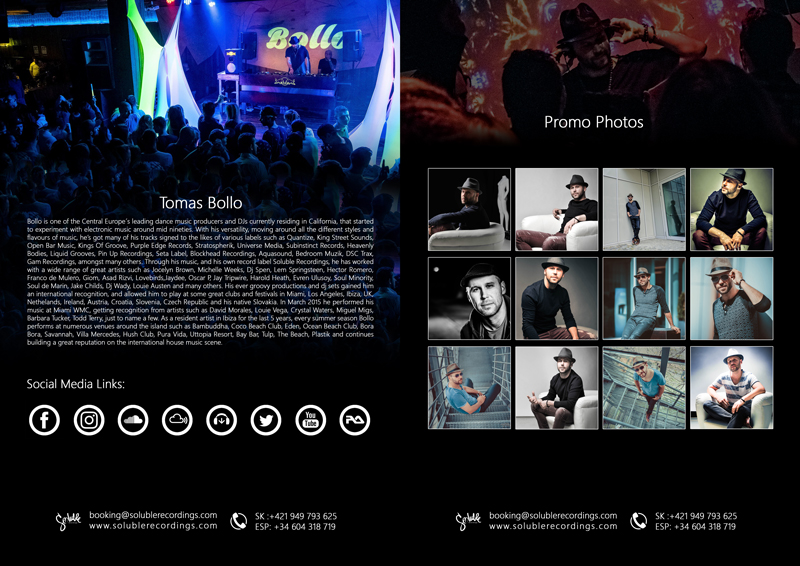 Bollo
Tomas Bollo
Bollo is one of the Central Europe's leading dance music producers and DJs currently residing in California, that started
to experiment with electronic music around mid nineties. With his versatility, moving around all the different styles and
flavours of music, he's got many of his tracks signed to the likes of various labels such as Quantize, King Street Sounds,
Open Bar Music, Kings Of Groove, Purple Edge Records, Stratospherik, Universe Media, Subinstinct Records, Heavenly
Bodies, Liquid Grooves, Pin Up Recordings, Seta Label, Blockhead Recordings, Aquasound, Bedroom Muzik, DSC Trax,
Gam Recordings, amongst many others. Through his music, and his own record label Soluble Recordings, he has worked
with a wide range of great artists such as Jocelyn Brown, Michelle Weeks, Dj Spen, Lem Springsteen, Hector Romero,
Franco de Mulero, Giom, Asad Rizvi, Lovebirds,Jaydee, Oscar P, Jay Tripwire, Harold Heath, Evren Ulusoy, Soul Minority,
Soul de Marin, Jake Childs, Dj Wady, Louie Austen and many others. His ever groovy productions and dj sets gained him
an international recognition, and allowed him to play at some great clubs and festivals in Miami, Los Angeles, Ibiza, UK,
Nethelands, Ireland, Austria, Croatia, Slovenia, Czech Republic and his native Slovakia. In March 2015 he performed his
music at Miami WMC, getting recognition from artists such as David Morales, Louie Vega, Crystal Waters, Miguel Migs,
Barbara Tucker, Todd Terry, just to name a few. As a resident artist in Ibiza for the last 5 years, every summer season Bollo
performs at numerous venues around the island such as Bambuddha, Coco Beach Club, Eden, Ocean Beach Club, Bora
Bora, Savannah, Villa Mercedes, Hush Club, Pura Vida, Uttopia Resort, Bay Bar, Tulp, The Beach, Plastik and continues
building a great reputation on the international house music scene.
Social Media Links:
You
Tube
Soluble
booking@solublerecordings.com
www.solublerecordings.com
SK :+421 949 793 625
ESP: +34 604 318 719
Promo Photos
Soluble
booking@solublerecordings.com
www.solublerecordings.com
SK :+421 949 793 625
ESP: +34 604 318 719